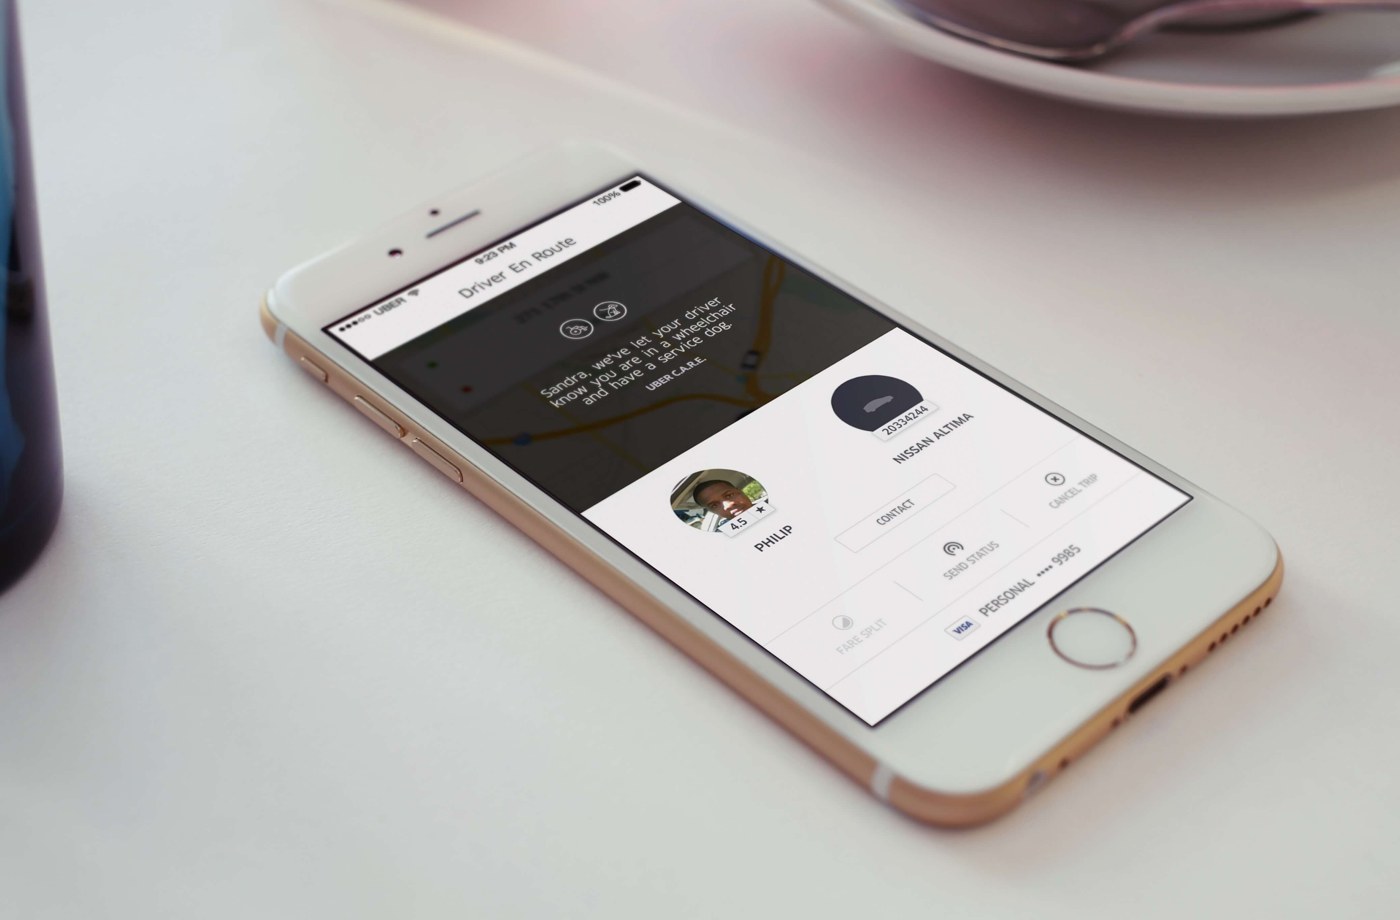 ●●●○○ UBER
9:23 PM
100%
Driver En Route
Sandra, we've let your driver
know you are in a wheelchair
and have a service dog.
UBER C.A.R.E.
4.5 ★
PHILIP
20334244
NISSAN ALTIMA
CONTACT
FARE SPLIT
SEND STATUS
CANCEL TRIP
VISA PERSONAL •••• 9985